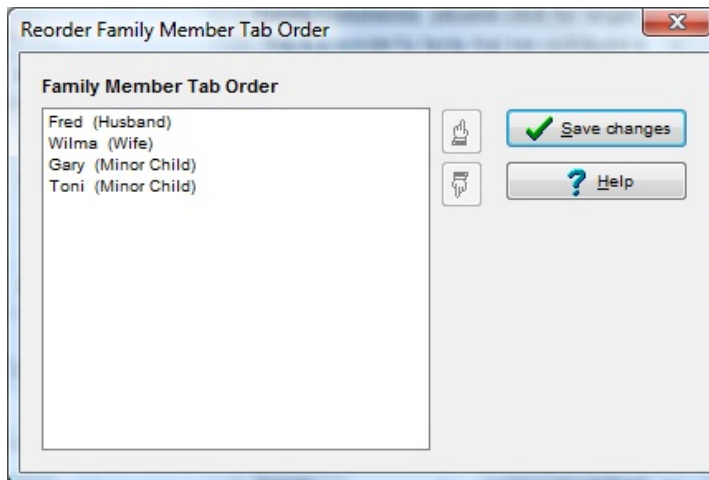 Reorder Family Member Tab Order
Family Member Tab Order
Fred (Husband)
Wilma (Wife)
Gary (Minor Child)
Toni (Minor Child)
Save changes
Help